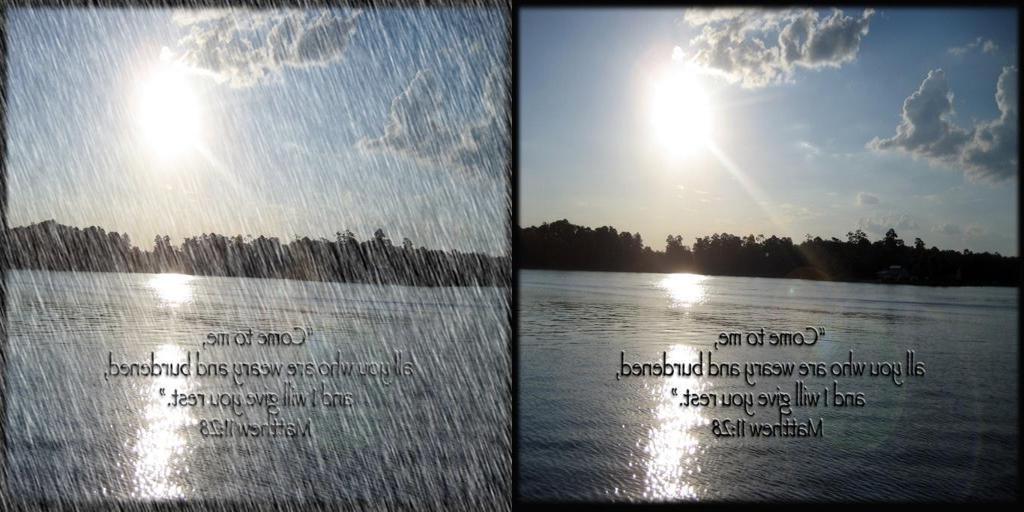 “Come to me,
all you who are weary and burdened,
and I will give you rest.”
Matthew 11:28
“Come to me,
all you who are weary and burdened,
and I will give you rest.”
Matthew 11:28